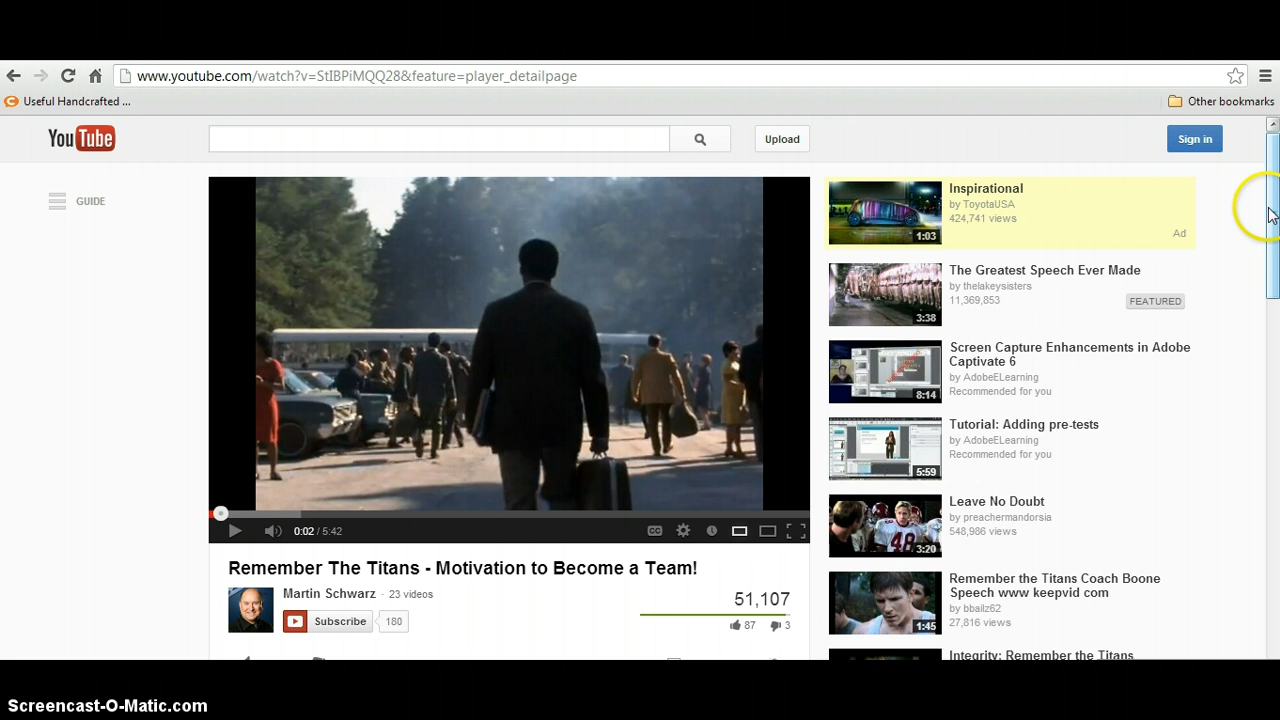 www.youtube.com/watch?v=StIBPiMQQ28&feature=player_detailpage
Useful Handcrafted ...
Other bookmarks
YouTube
Upload
Sign in
GUIDE
Inspirational
by ToyotaUSA
424,741 views
Ad
1:03
The Greatest Speech Ever Made
by thelakeysisters
11,369,853
FEATURED
3:38
Screen Capture Enhancements in Adobe
Captivate 6
by AdobeELearning
Recommended for you
8:14
Tutorial: Adding pre-tests
by AdobeELearning
Recommended for you
5:59
Leave No Doubt
by preachermandorsia
548,986 views
48
3:20
Remember the Titans Coach Boone
Speech www keepvid com
by bbailz62
27,816 views
1:45
Integrity: Remember the Titans
0:02 / 5:42
CC
Remember The Titans - Motivation to Become a Team!
Martin Schwarz - 23 videos
Subscribe 180
51,107
87 3
Screencast-O-Matic.com